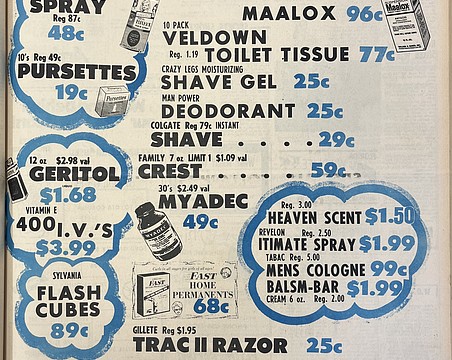 SPRAY
Reg 87c
48c
10's Reg 49c
PURSETTES
19c
Pursettes
MAALOX 96c
Maalox
10 PACK
VELDOWN
Reg. 1.19 TOILET TISSUE 77c
CRAZY LEGS MOISTURIZING
SHAVE GEL 25c
MAN POWER
DEODORANT 25c
COLGATE Reg 79c INSTANT
SHAVE . . . . 29c
FAMILY 7 oz LIMIT 1 $1.09 val
CREST . . . . 59c
12 oz $2.98 val
GERITOL
$1.68
VITAMIN E
400 I.V.'S
$3.99
30's $2.49 val
MYADEC
49c
MYADEC
Reg. 3.00
HEAVEN SCENT $1.50
REVELON Reg. 2.50
ITIMATE SPRAY $1.99
TABAC Reg. 5.00
MENS COLOGNE 99c
BALSM-BAR $1.99
CREAM 6 oz. Reg. 2.00
SYLVANIA
FLASH
CUBES
89c
FAST
FAST
HOME
PERMANENTS
68c
GILLETE Reg $1.95
TRAC II RAZOR 25c